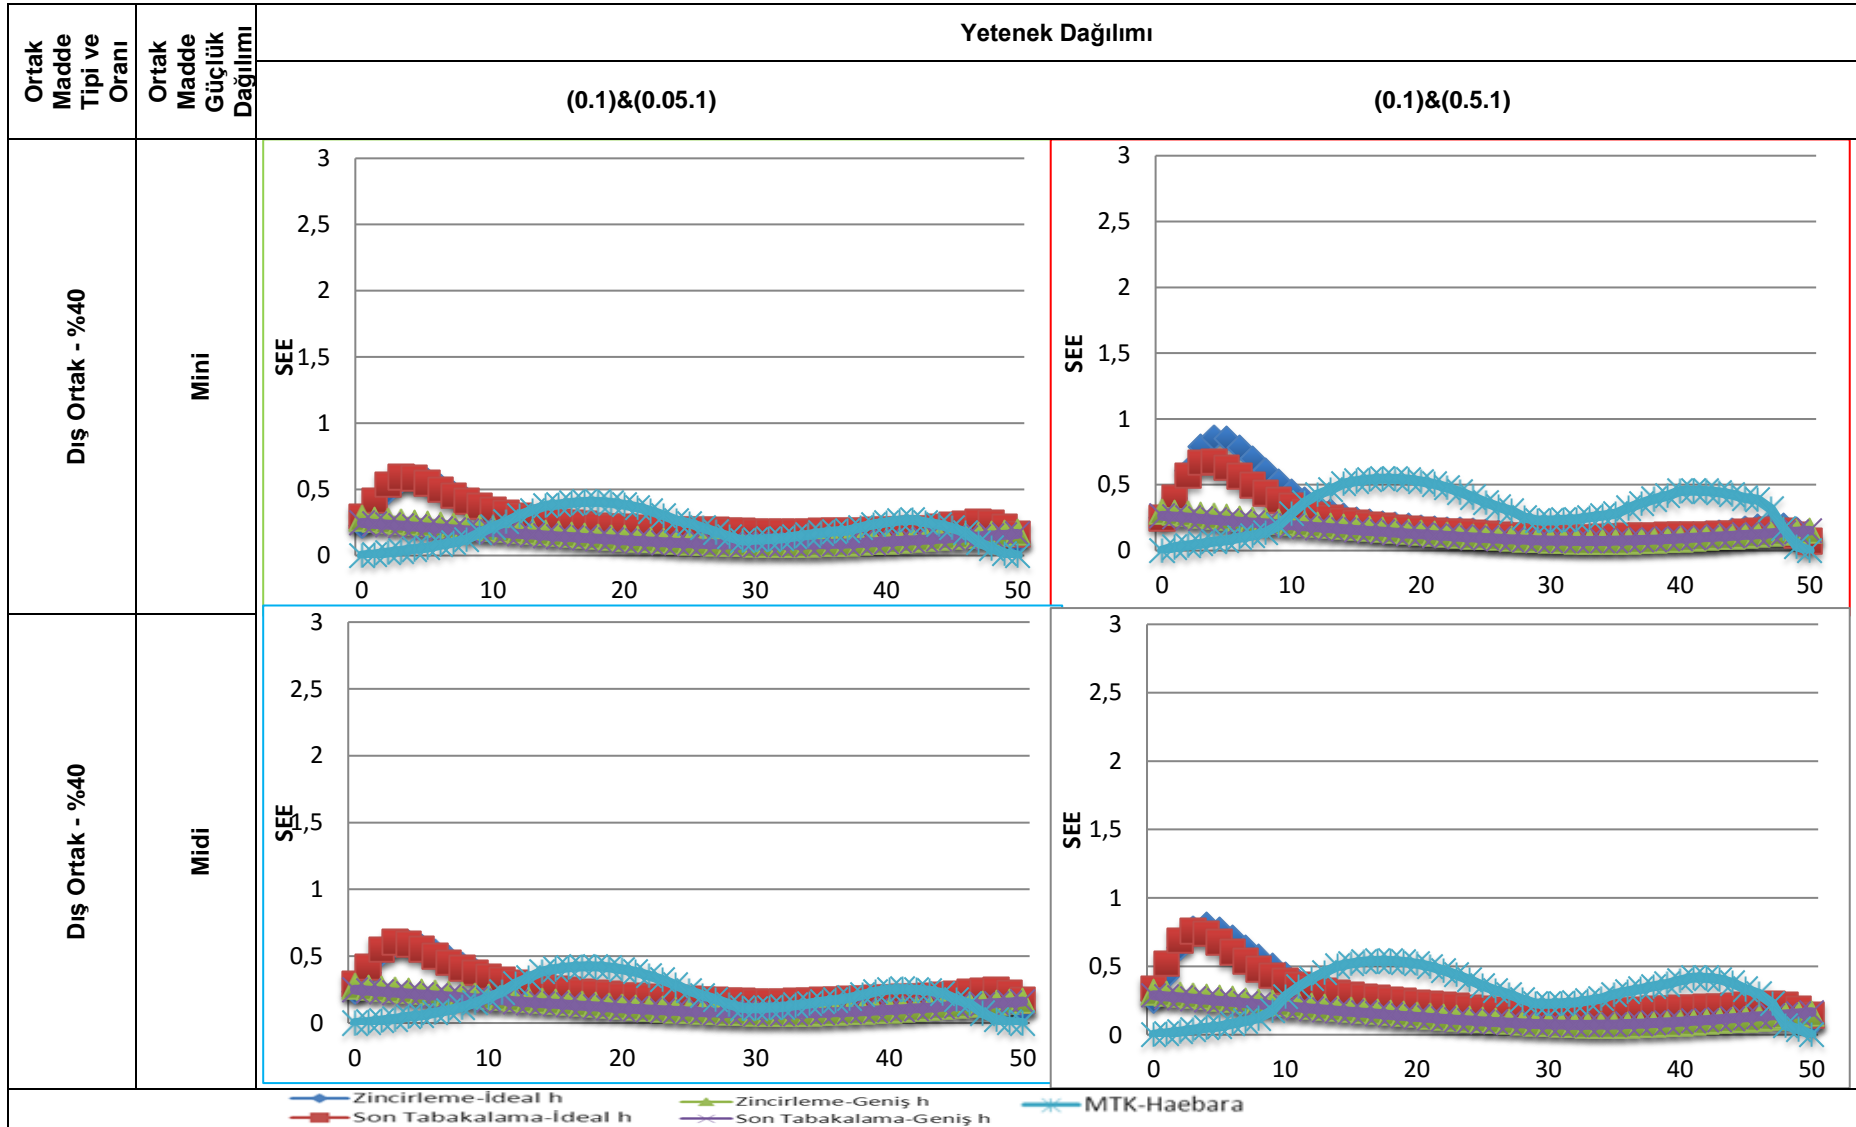 Ortak
Madde
Tipi ve
Oranı
Ortak
Madde
Güçlük
Dağılımı
Yetenek Dağılımı
(0.1)&(0.05.1)
(0.1)&(0.5.1)
Dış Ortak - %40
Mini
SEE
3
2,5
2
1,5
1
0,5
0
0 10 20 30 40 50
SEE
3
2,5
2
1,5
1
0,5
0
0 10 20 30 40 50
Dış Ortak - %40
Midi
SEE
3
2,5
2
1,5
1
0,5
0
0 10 20 30 40 50
SEE
3
2,5
2
1,5
1
0,5
0
0 10 20 30 40 50
Zincirleme-İdeal h
Zincirleme-Geniş h
MTK-Haebara
Son Tabakalama-İdeal h
Son Tabakalama-Geniş h